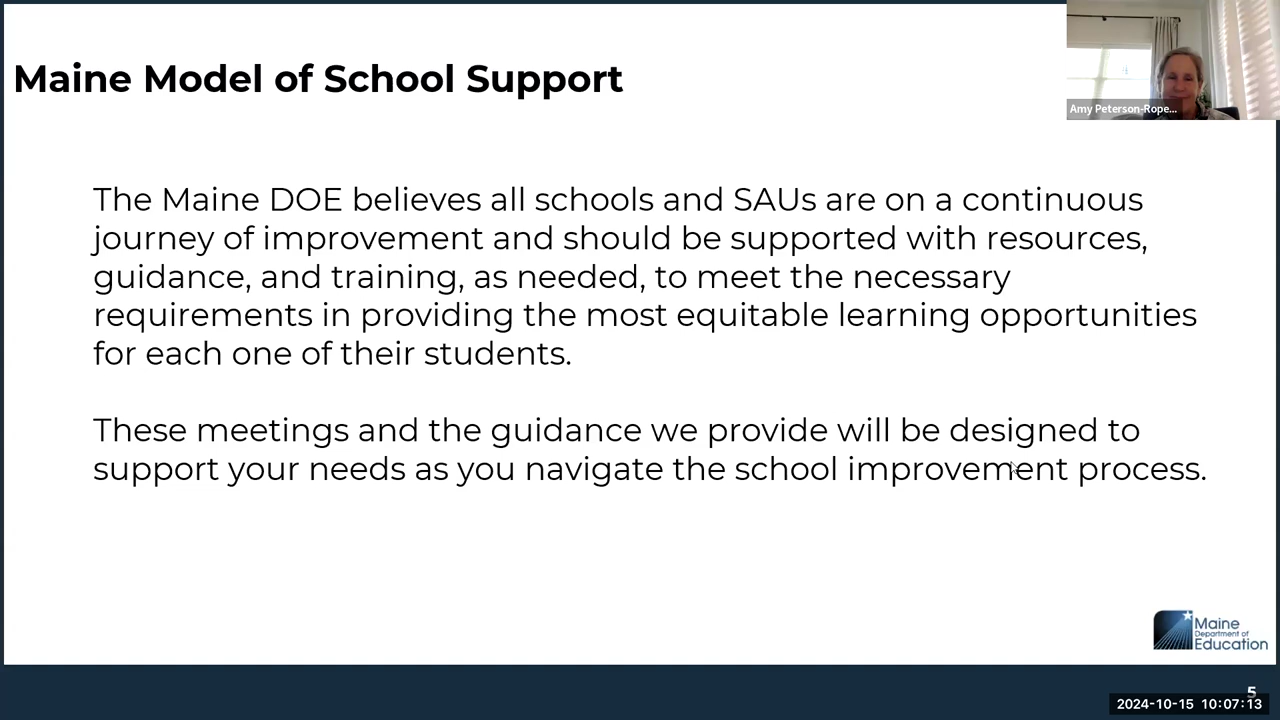 Maine Model of School Support
Amy Peterson-Rope...
The Maine DOE believes all schools and SAUs are on a continuous
journey of improvement and should be supported with resources,
guidance, and training, as needed, to meet the necessary
requirements in providing the most equitable learning opportunities
for each one of their students.
These meetings and the guidance we provide will be designed to
support your needs as you navigate the school improvement process.
Maine
Department of
Education
5
2024-10-15 10:07:13